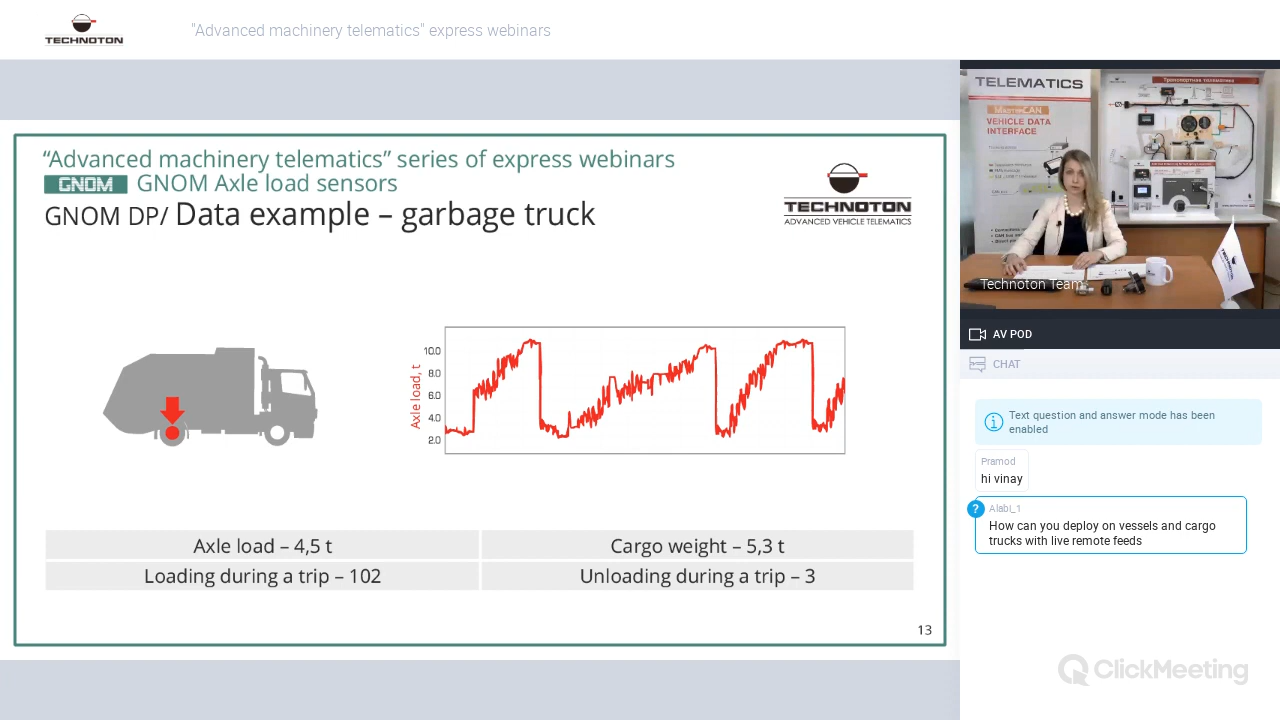 TECHNOTON
"Advanced machinery telematics" express webinars
“Advanced machinery telematics” series of express webinars
GNOM GNOM Axle load sensors
GNOM DP/ Data example – garbage truck
TECHNOTON
ADVANCED VEHICLE TELEMATICS
Axle load, t
10.0
8.0
6.0
4.0
2.0
Axle load – 4,5 t
Cargo weight – 5,3 t
Loading during a trip – 102
Unloading during a trip – 3
13
TELEMATICS
MasterCAN
VEHICLE DATA
INTERFACE
Транспортная телематика
Technoton Team
AV POD
CHAT
Text question and answer mode has been
enabled
Pramod
hi vinay
?
Alabi_1
How can you deploy on vessels and cargo
trucks with live remote feeds
ClickMeeting